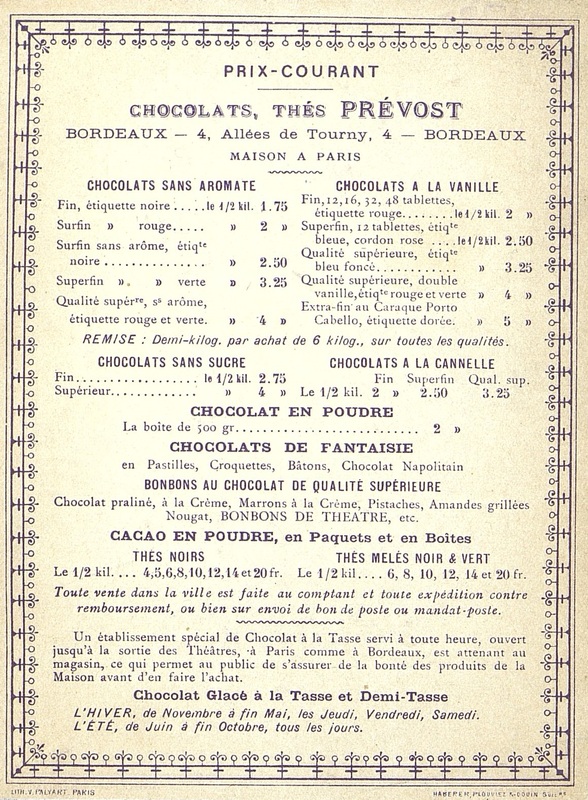 PRIX-COURANT
CHOCOLATS, THÉS PRÉVOST
BORDEAUX — 4, Allées de Tourny, 4 — BORDEAUX
MAISON A PARIS
CHOCOLATS SANS AROMATE
Fin, étiquette noire ..... le 1/2 kil. 1.75
Surfin » rouge..... » 2 »
Surfin sans arôme, étiqte
noire ............... » 2.50
Superfin » » verte » 3.25
Qualité supérre, ss arôme,
étiquette rouge et verte. » 4 »
CHOCOLATS A LA VANILLE
Fin, 12, 16, 32, 48 tablettes,
étiquette rouge........ le 1/2 kil. 2 »
Superfin, 12 tablettes, étiqte
bleue, cordon rose .... le 1/2 kil. 2.50
Qualité supérieure, étiqte
bleu foncé............ » 3.25
Qualité supérieure, double
vanille, étiqte rouge et verte » 4 »
Extra-fin au Caraque Porto
Cabello, étiquette dorée. » 5 »
REMISE : Demi-kilog. par achat de 6 kilog., sur toutes les qualités.
CHOCOLATS SANS SUCRE
Fin.................. le 1/2 kil. 2.75
Supérieur............ » 4 »
CHOCOLATS A LA CANNELLE
Fin Superfin Qual. sup.
Le 1/2 kil. 2 » 2.50 3.25
CHOCOLAT EN POUDRE
La boîte de 500 gr............................ 2 »
CHOCOLATS DE FANTAISIE
en Pastilles, Croquettes, Bâtons, Chocolat Napolitain
BONBONS AU CHOCOLAT DE QUALITÉ SUPÉRIEURE
Chocolat praliné, à la Crème, Marrons à la Crème, Pistaches, Amandes grillées
Nougat, BONBONS DE THEATRE, etc.
CACAO EN POUDRE, en Paquets et en Boîtes
THÉS NOIRS
Le 1/2 kil. ... 4,5,6,8,10,12,14 et 20 fr.
THÉS MELÉS NOIR & VERT
Le 1/2 kil.... 6, 8, 10, 12, 14 et 20 fr.
Toute vente dans la ville est faite au comptant et toute expédition contre
remboursement, ou bien sur envoi de bon de poste ou mandat-poste.
Un établissement spécial de Chocolat à la Tasse servi à toute heure, ouvert
jusqu'à la sortie des Théâtres, à Paris comme à Bordeaux, est attenant au
magasin, ce qui permet au public de s'assurer de la bonté des produits de la
Maison avant d'en faire l'achat.
Chocolat Glacé à la Tasse et Demi-Tasse
L'HIVER, de Novembre à fin Mai, les Jeudi, Vendredi, Samedi.
L'ÉTÉ, de Juin à fin Octobre, tous les jours.
LITH. V. PALYART. PARIS